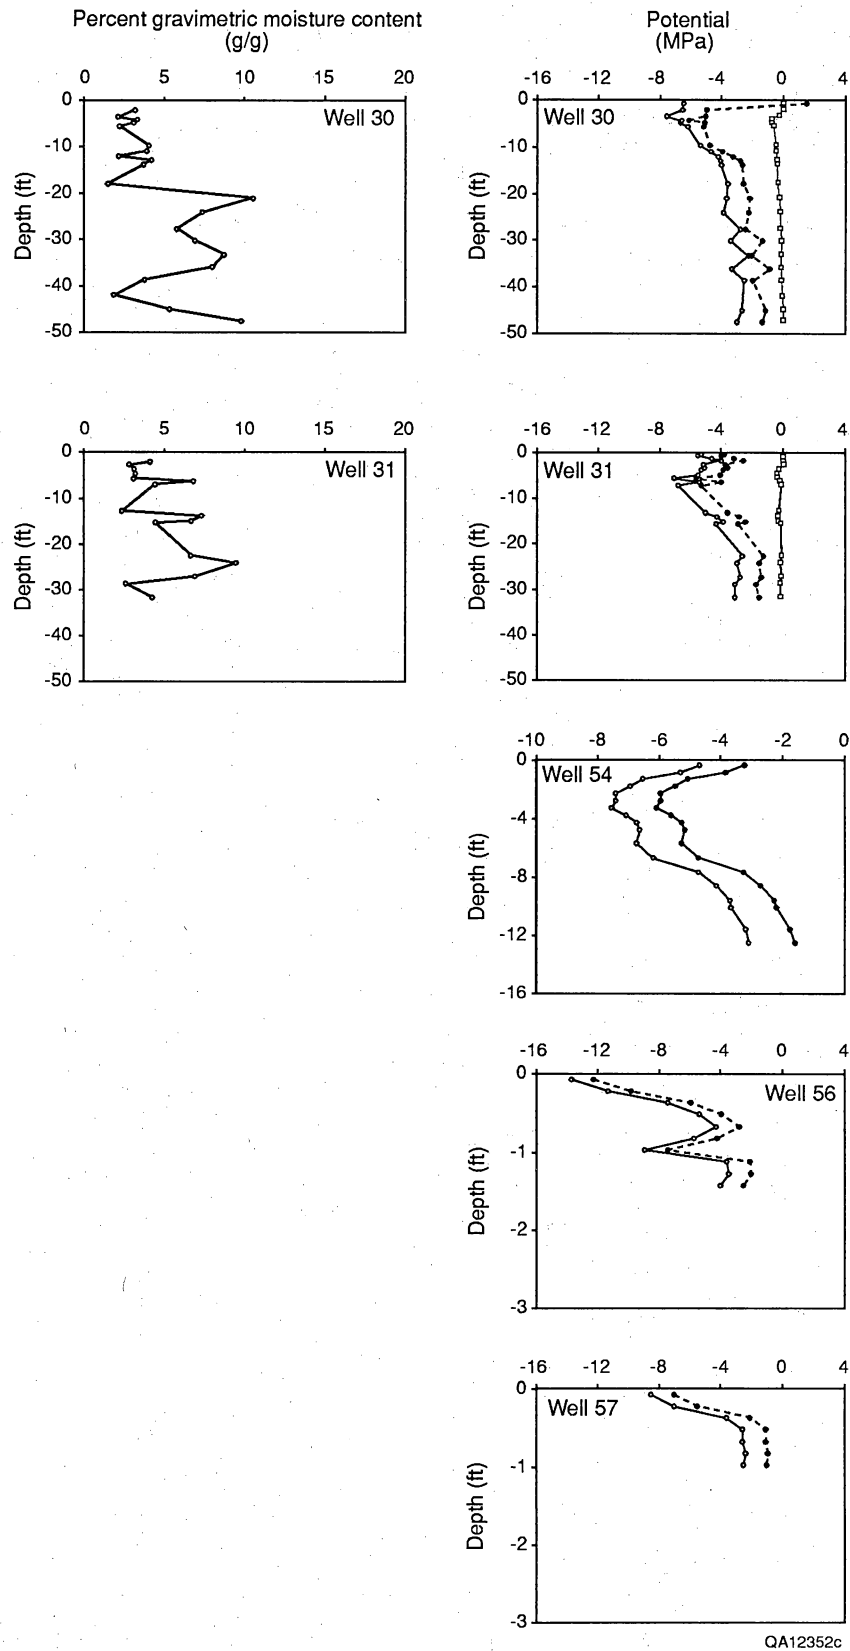 Percent gravimetric moisture content
(g/g)
0 5 10 15 20
0
-10
-20
-30
-40
-50
Depth (ft)
Well 30
Potential
(MPa)
-16 -12 -8 -4 0 4
0
-10
-20
-30
-40
-50
Depth (ft)
Well 30
0 5 10 15 20
0
-10
-20
-30
-40
-50
Depth (ft)
Well 31
-16 -12 -8 -4 0 4
0
-10
-20
-30
-40
-50
Depth (ft)
Well 31
-10 -8 -6 -4 -2 0
0
-4
-8
-12
-16
Depth (ft)
Well 54
-16 -12 -8 -4 0 4
0
-1
-2
-3
Depth (ft)
Well 56
-16 -12 -8 -4 0 4
0
-1
-2
-3
Depth (ft)
Well 57
QA12352c